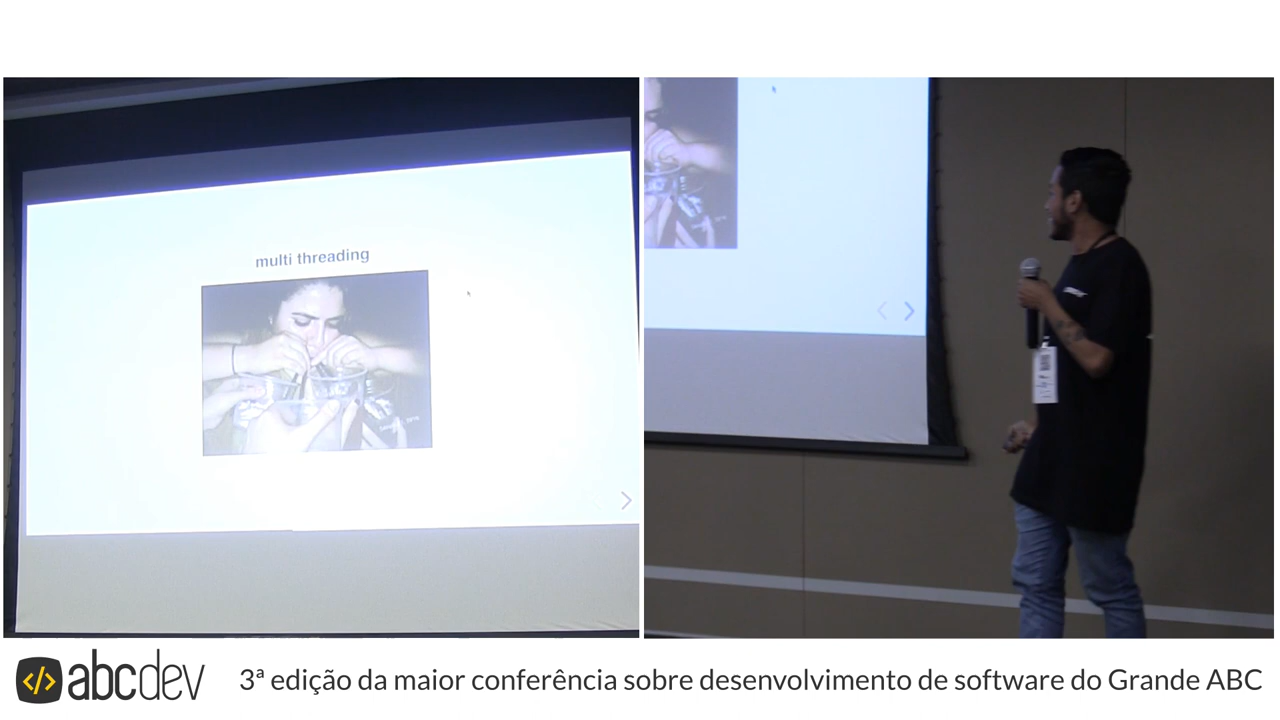 multi threading
</> abcdev
3ª edição da maior conferência sobre desenvolvimento de software do Grande ABC